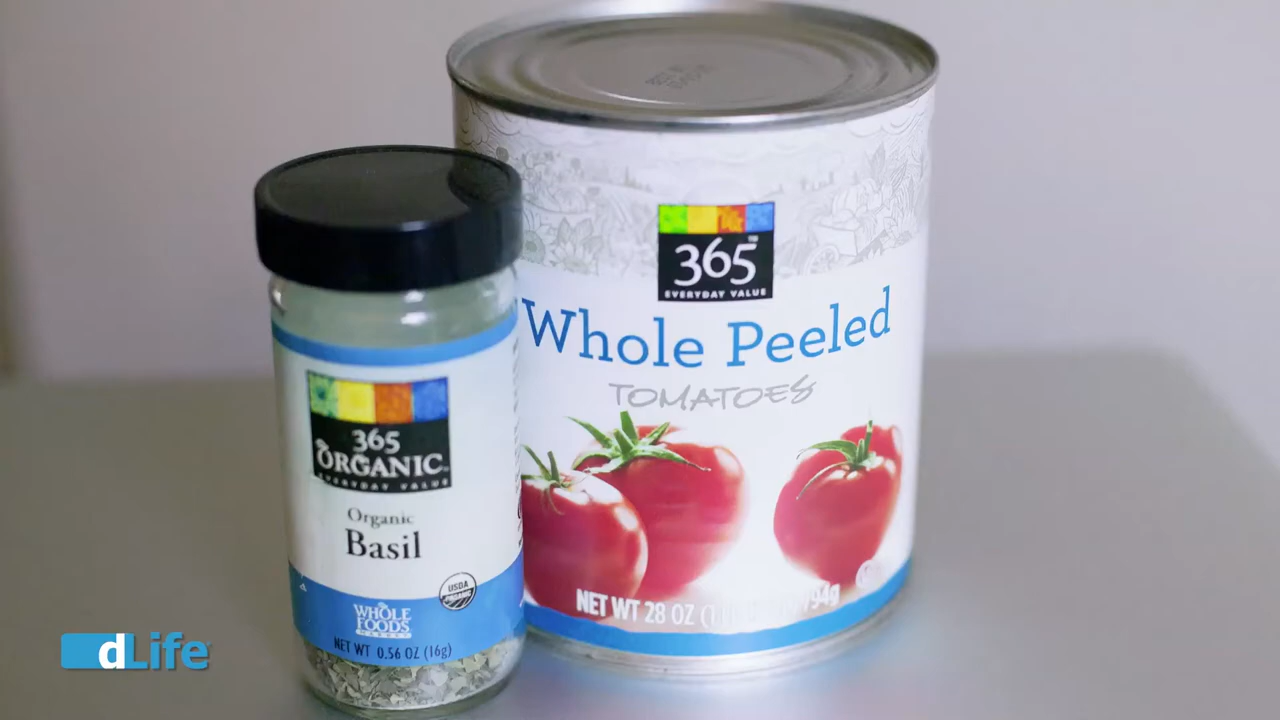 365
EVERYDAY VALUE
Whole Peeled
TOMATOES
NET WT 28 OZ 794g
365
ORGANIC
EVERYDAY VALUE
Organic
Basil
USDA
ORGANIC
WHOLE
FOODS
MARKET
NET WT 0.56 OZ (16g)
dLife